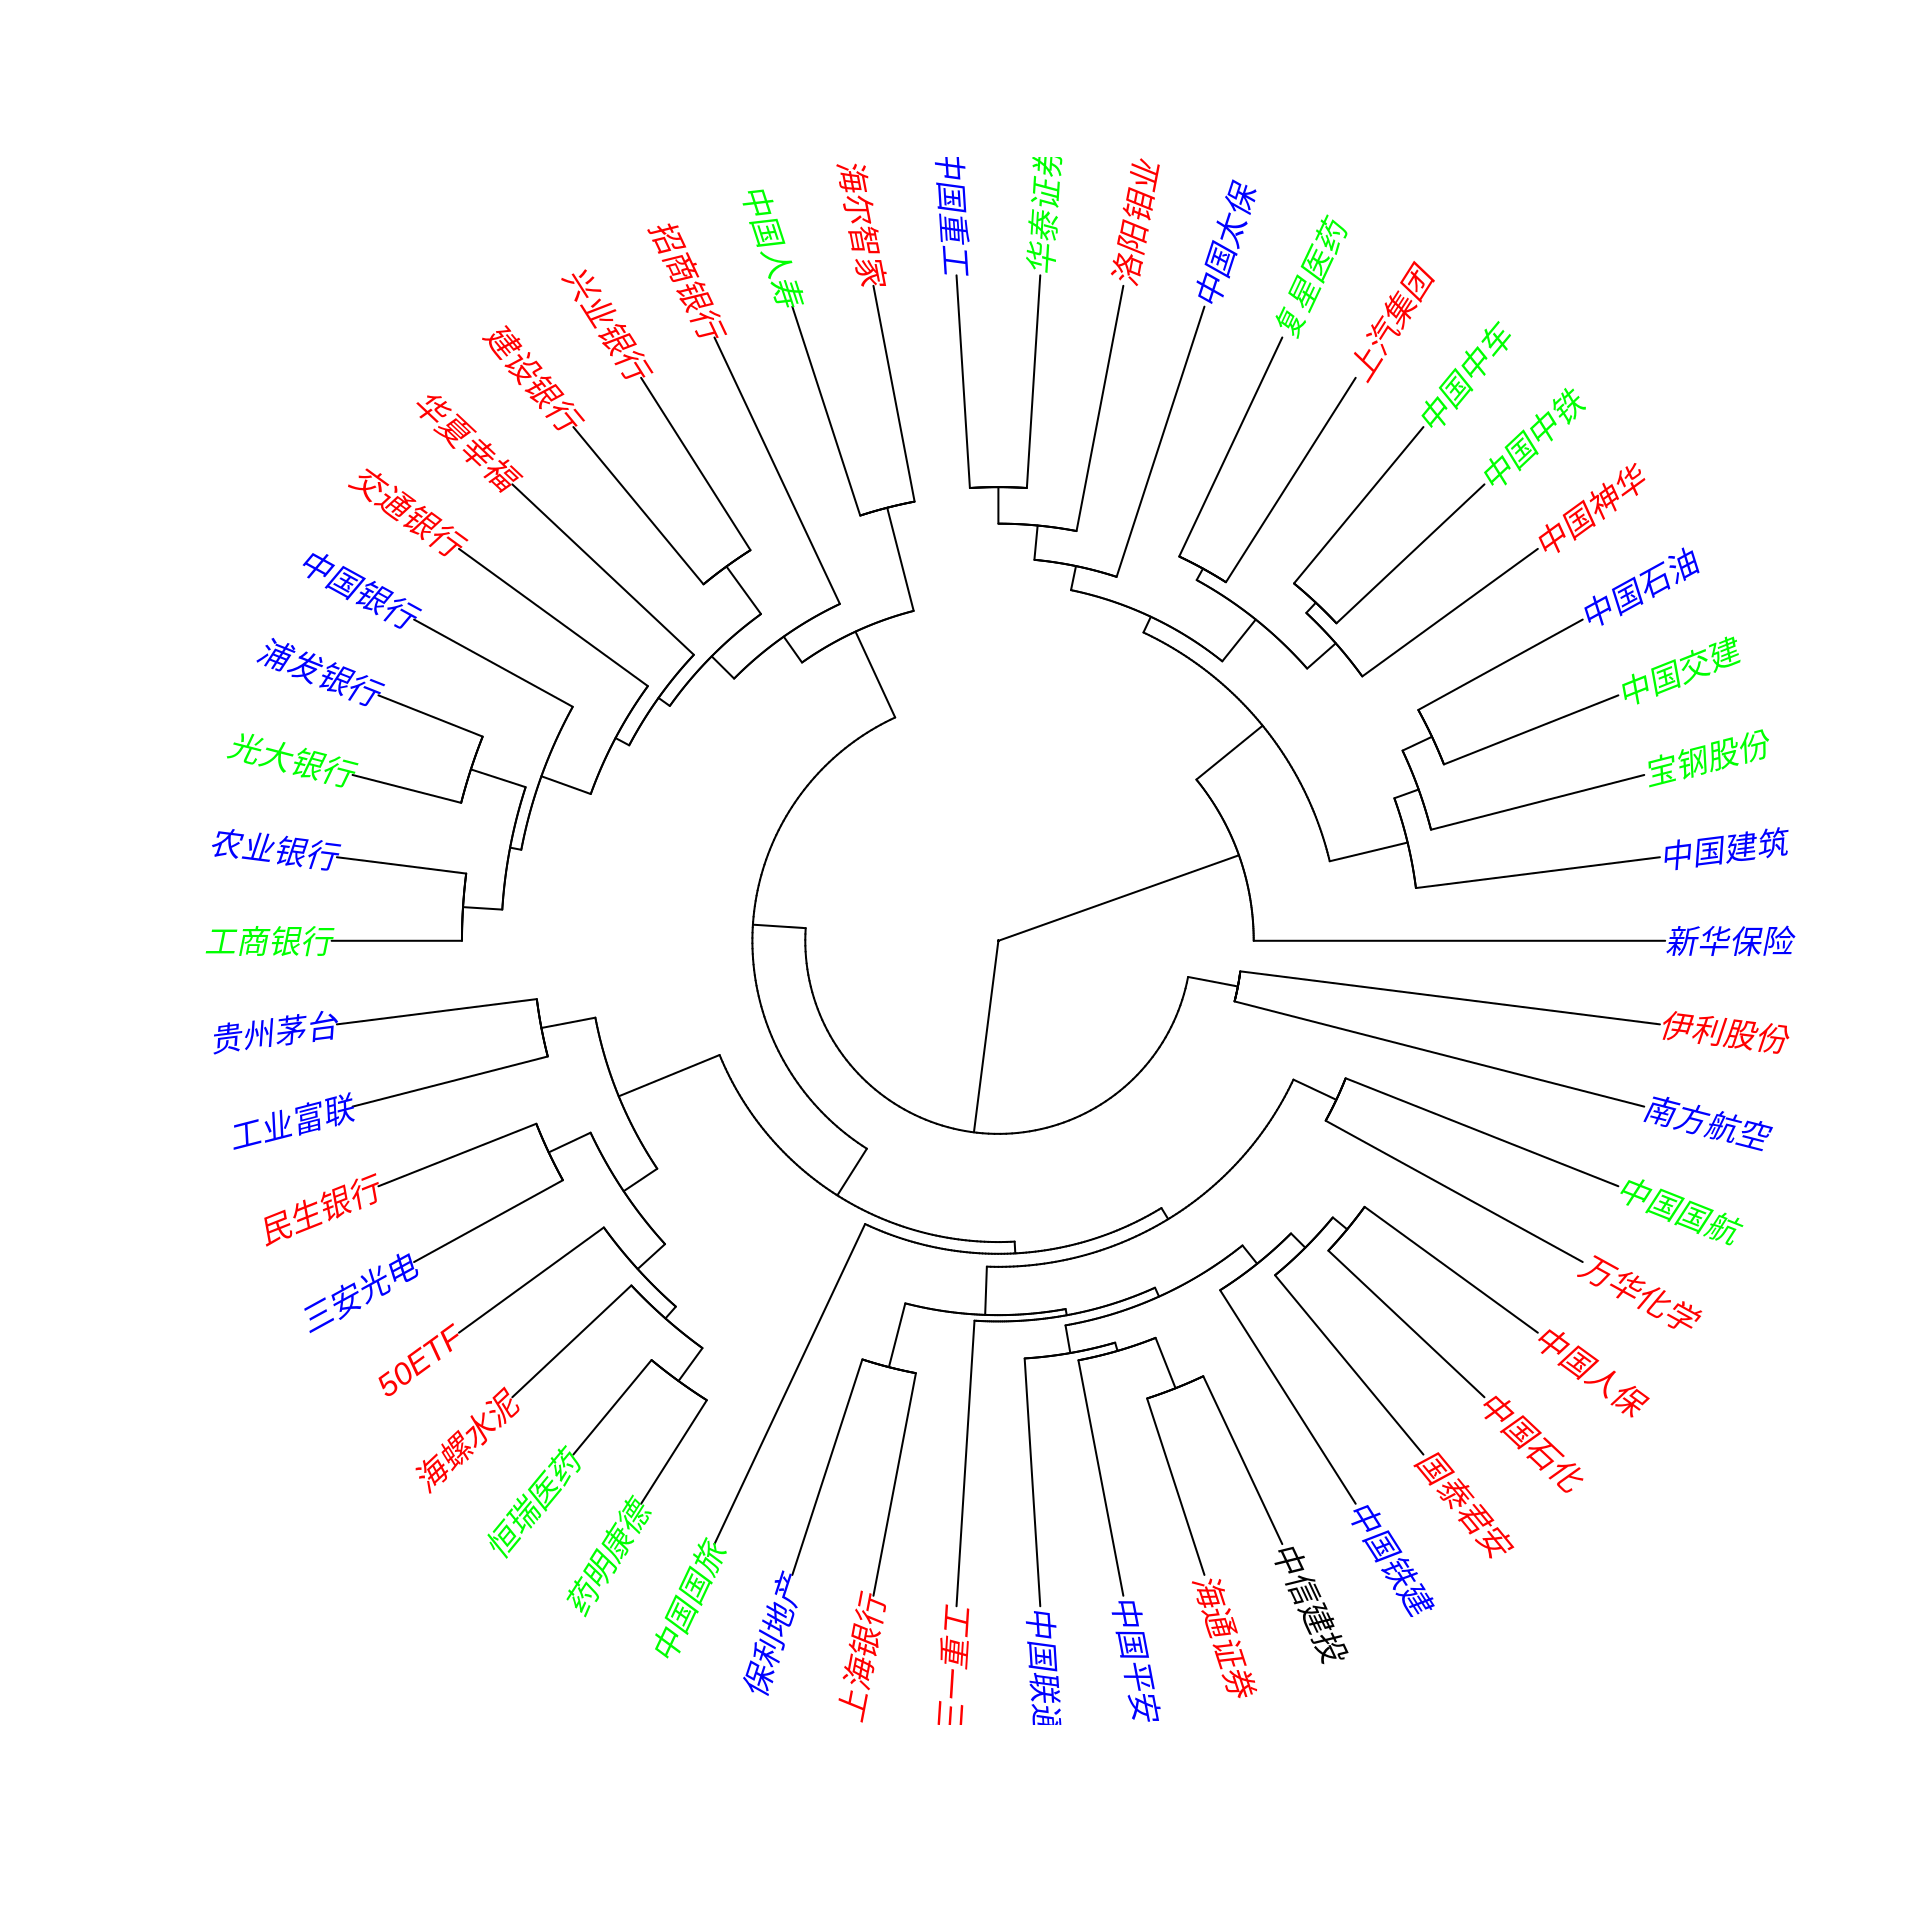 中国重工
华泰证券
洛阳钼业
中国太保
复星医药
上汽集团
中国中车
中国中铁
中国神华
中国石油
中国交建
宝钢股份
中国建筑
新华保险
伊利股份
南方航空
中国国航
万华化学
中国人保
中国石化
国泰君安
中国铁建
中信建投
海通证券
中国平安
中国联通
三一重工
上海银行
保利地产
中国国旅
药明康德
恒瑞医药
海螺水泥
50ETF
三安光电
民生银行
工业富联
贵州茅台
工商银行
农业银行
光大银行
浦发银行
中国银行
交通银行
华夏幸福
建设银行
兴业银行
招商银行
中国人寿
海尔智家